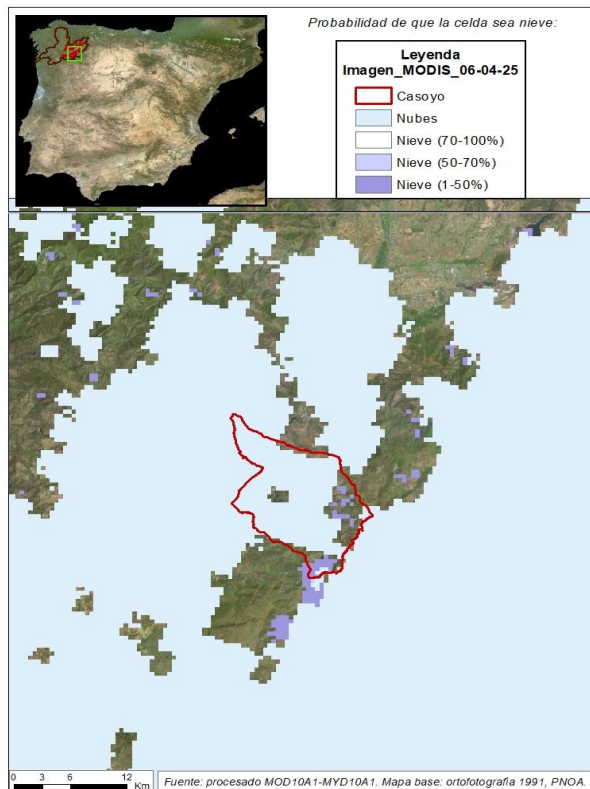 Probabilidad de que la celda sea nieve:
Leyenda
Imagen_MODIS_06-04-25
Casoyo
Nubes
Nieve (70-100%)
Nieve (50-70%)
Nieve (1-50%)
0 3 6 12
Km
Fuente: procesado MOD10A1-MYD10A1. Mapa base: ortofotografia 1991, PNOA.